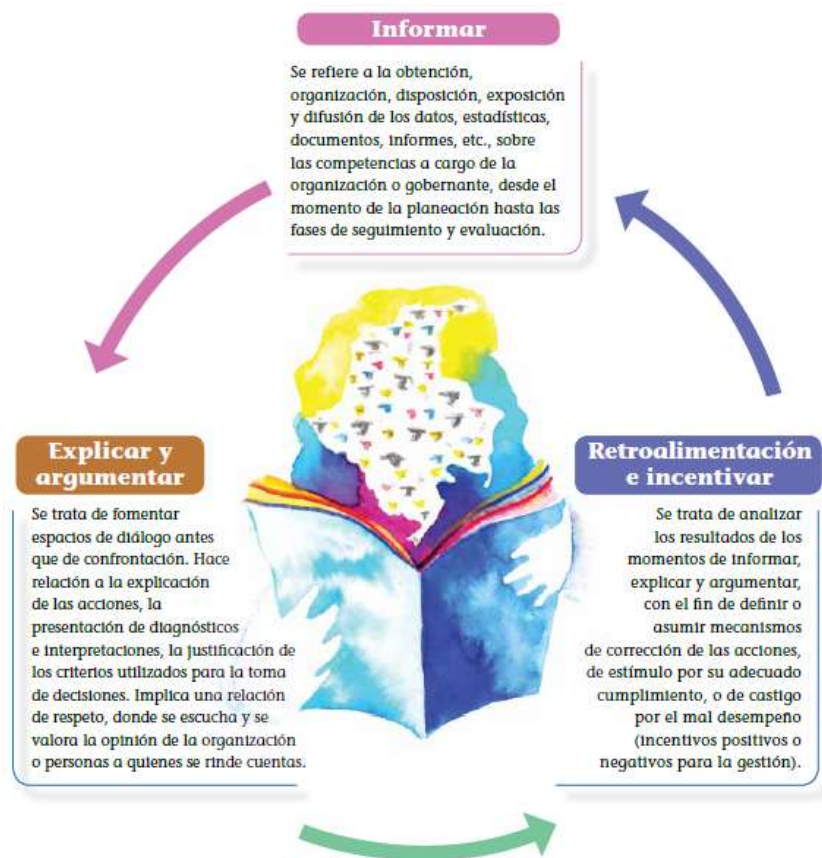 Informar
Se refiere a la obtención,
organización, disposición, exposición
y difusión de los datos, estadísticas,
documentos, informes, etc., sobre
las competencias a cargo de la
organización o gobernante, desde el
momento de la planeación hasta las
fases de seguimiento y evaluación.
Explicar y
argumentar
Se trata de fomentar
espacios de diálogo antes
que de confrontación. Hace
relación a la explicación
de las acciones, la
presentación de diagnósticos
e interpretaciones, la justificación de
los criterios utilizados para la toma
de decisiones. Implica una relación
de respeto, donde se escucha y se
valora la opinión de la organización
o personas a quienes se rinde cuentas.
Retroalimentación
e incentivar
Se trata de analizar
los resultados de los
momentos de informar,
explicar y argumentar,
con el fin de definir o
asumir mecanismos
de corrección de las acciones,
de estímulo por su adecuado
cumplimiento, o de castigo
por el mal desempeño
(incentivos positivos o
negativos para la gestión).